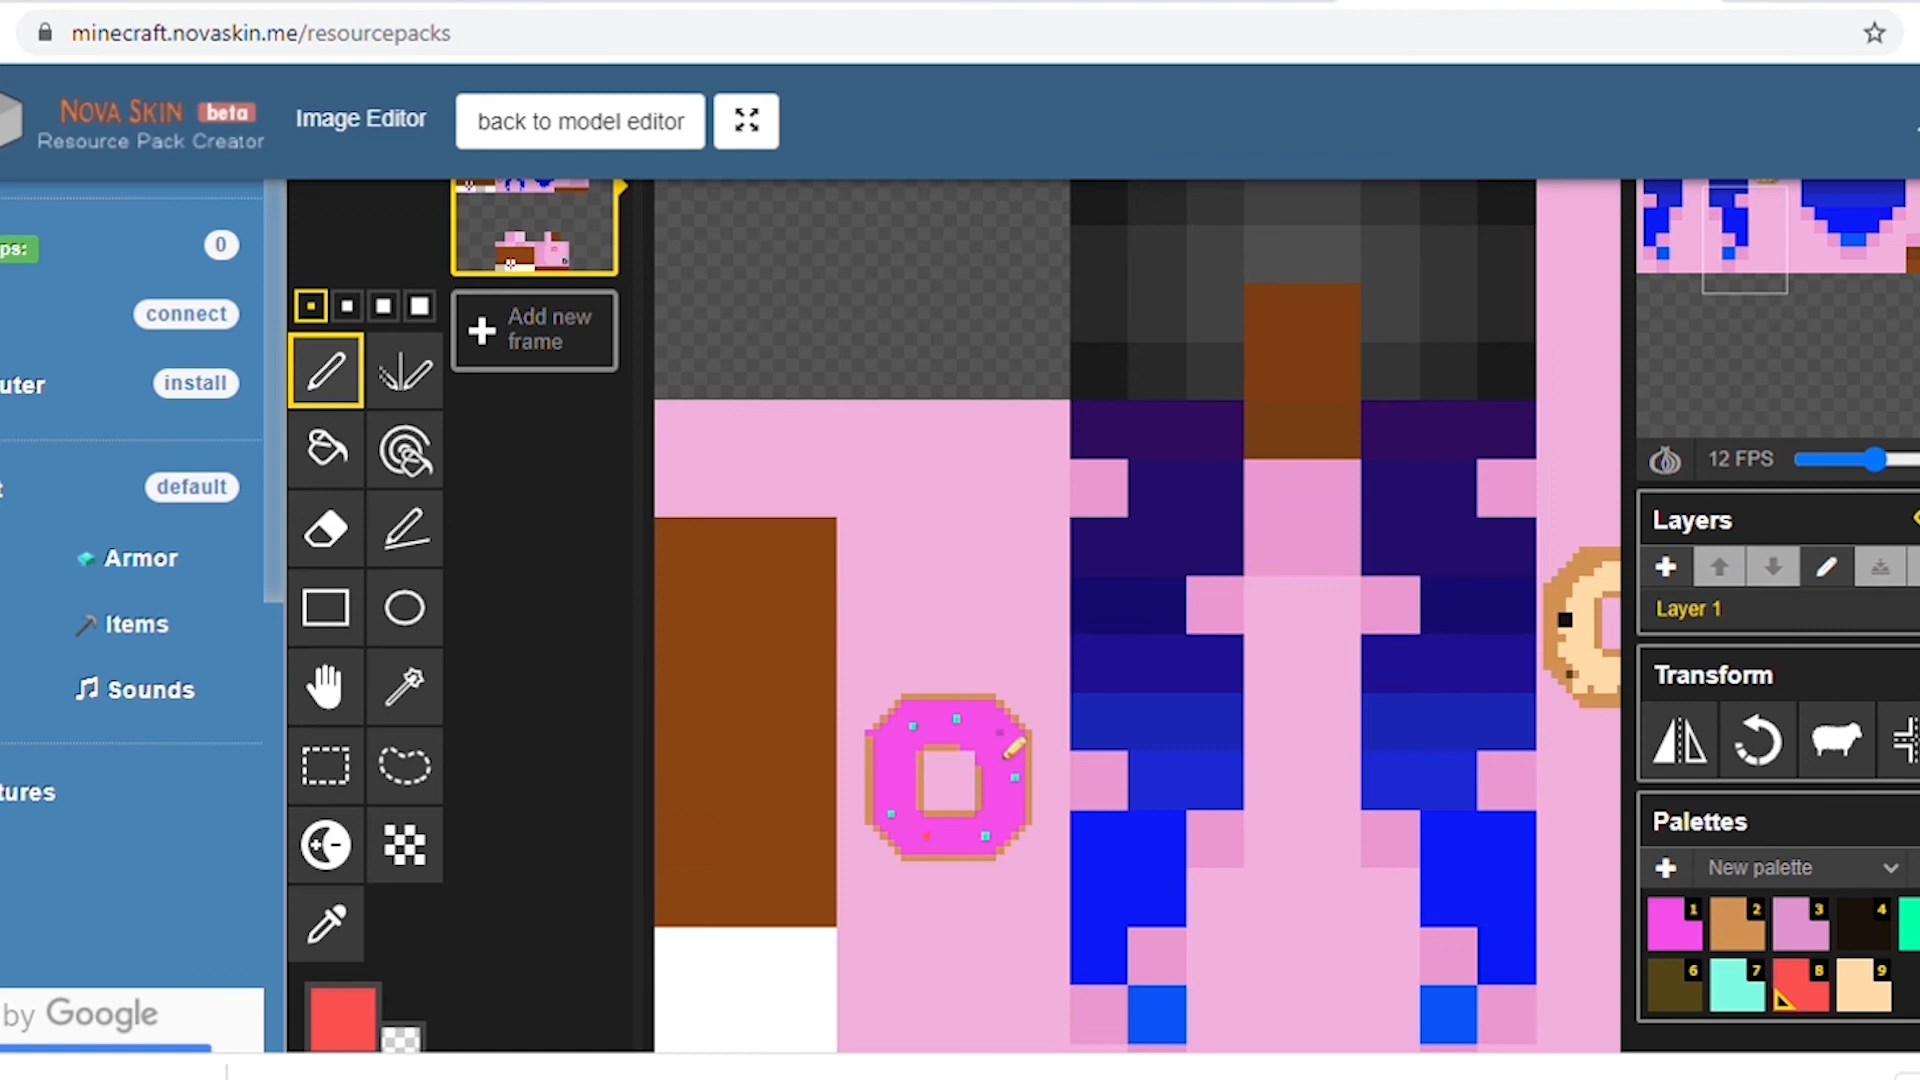 minecraft.novaskin.me/resourcepacks
NOVA SKIN beta
Resource Pack Creator
Image Editor
back to model editor
ps:
0
connect
uter
install
default
Armor
Items
Sounds
tures
by Google
Add new
frame
12 FPS
Layers
Layer 1
Transform
Palettes
New palette
1
2
3
4
6
7
8
9